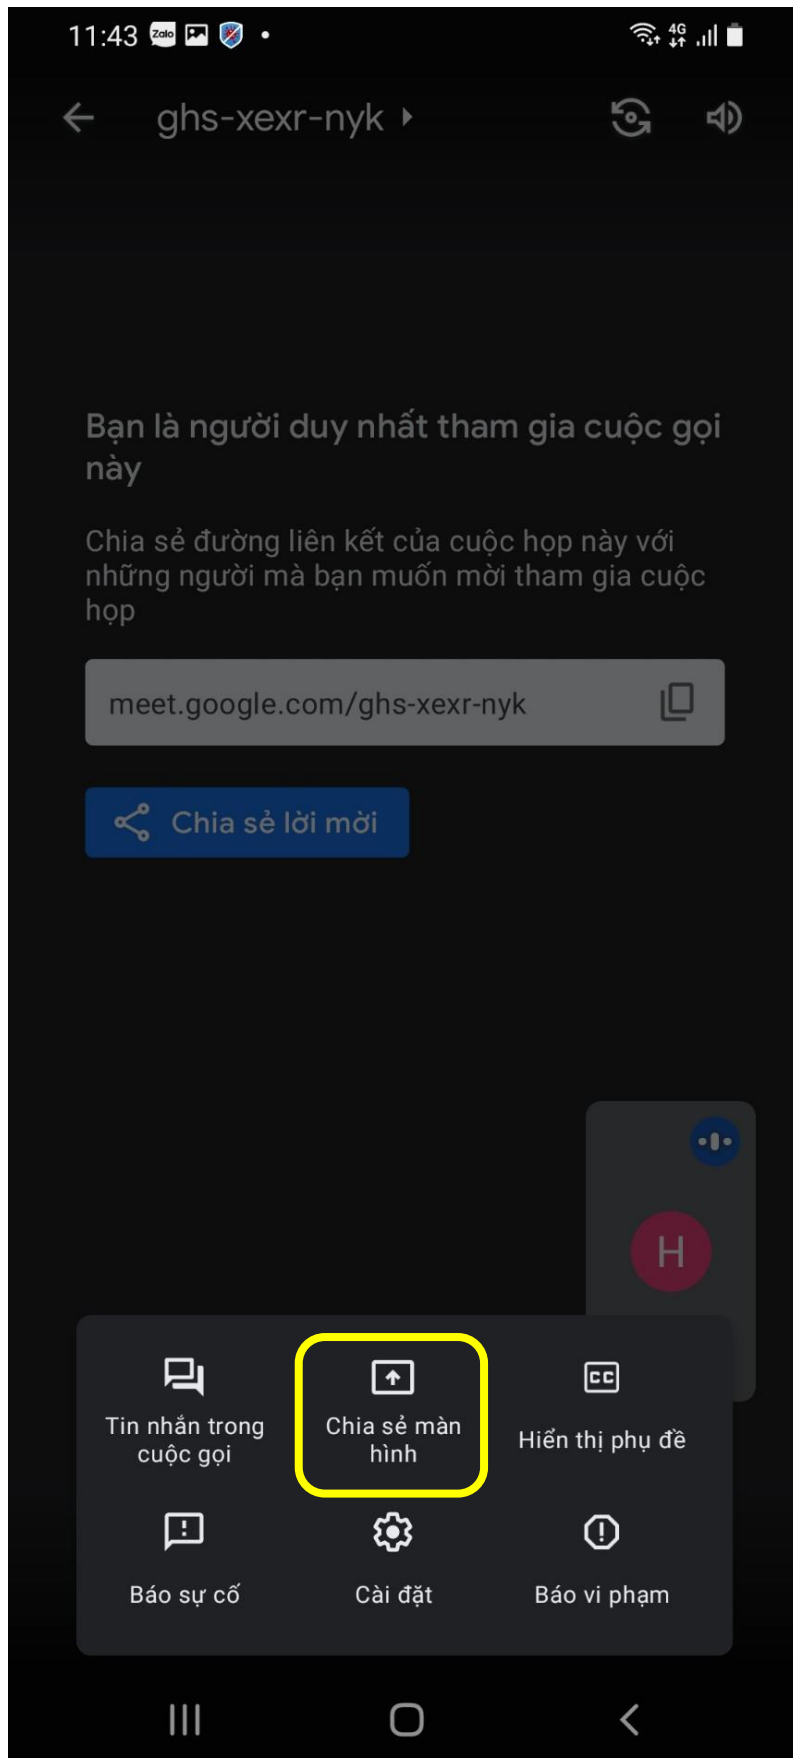 11:43 Zalo 4G
ghs-xexr-nyk
Bạn là người duy nhất tham gia cuộc gọi
này
Chia sẻ đường liên kết của cuộc họp này với
những người mà bạn muốn mời tham gia cuộc
họp
meet.google.com/ghs-xexr-nyk
Chia sẻ lời mời
H
CC
Tin nhắn trong
cuộc gọi
Chia sẻ màn
hình
Hiển thị phụ đề
Báo sự cố
Cài đặt
Báo vi phạm